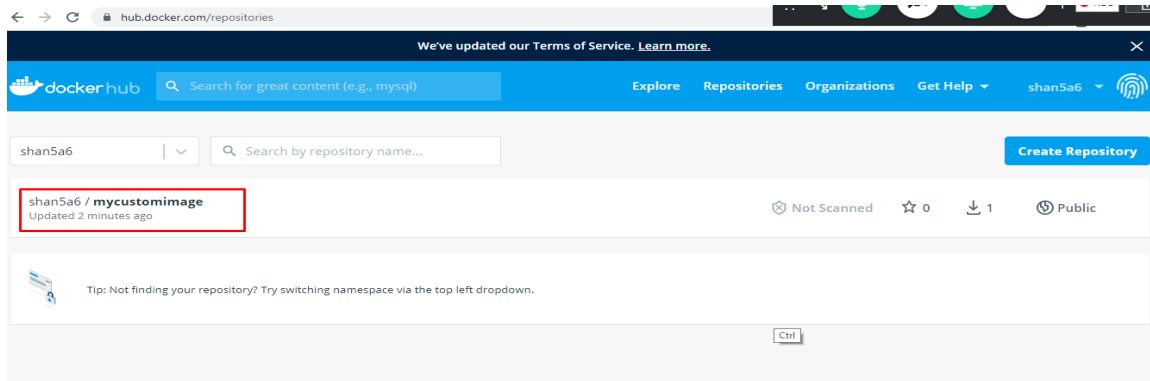 hub.docker.com/repositories
We've updated our Terms of Service. Learn more.
dockerhub Search for great content (e.g., mysql) Explore Repositories Organizations Get Help shan5a6
shan5a6 Search by repository name... Create Repository
shan5a6 / mycustomimage
Updated 2 minutes ago
Not Scanned 0 1 Public
Tip: Not finding your repository? Try switching namespace via the top left dropdown.
Ctrl